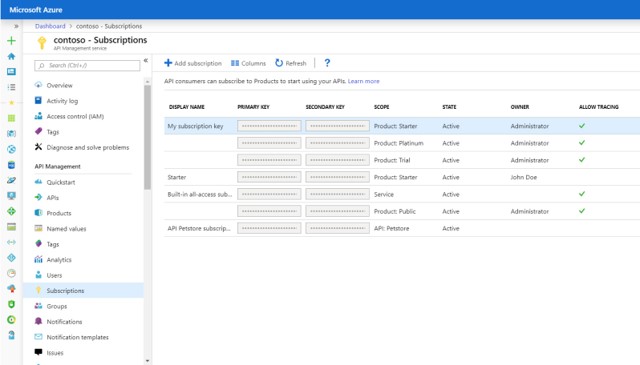 Microsoft Azure
Dashboard > contoso - Subscriptions
contoso - Subscriptions
API Management service
Search (Ctrl+/)
Overview
Activity log
Access control (IAM)
Tags
Diagnose and solve problems
API Management
Quickstart
APIs
Products
Named values
Tags
Analytics
Users
Subscriptions
Groups
Notifications
Notification templates
Issues
Add subscription Columns Refresh ?
API consumers can subscribe to Products to start using your APIs. Learn more
DISPLAY NAME PRIMARY KEY SECONDARY KEY SCOPE STATE OWNER ALLOW TRACING
My subscription key Product: Starter Active Administrator
Product: Platinum Active Administrator
Product: Trial Active Administrator
Starter Product: Starter Active John Doe
Built-in all-access sub... Service Active
Product: Public Active Administrator
API Petstore subscrip... API: Petstore Active